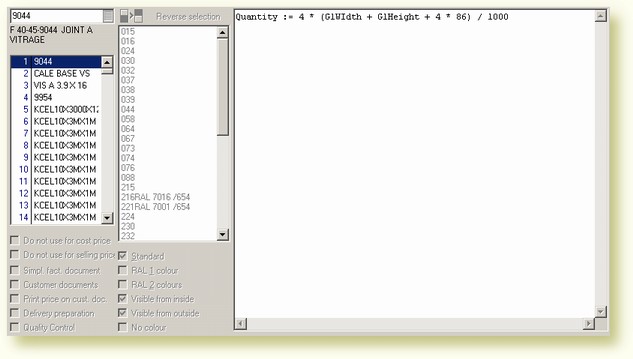 9044
Reverse selection
F 40-45-9044 JOINT A
VITRAGE
1 9044
2 CALE BASE VS
3 VIS A 3.9 X 16
4 9954
5 KCEL10X3000X12
6 KCEL10X3MX1M
7 KCEL10X3MX1M
8 KCEL10X3MX1M
9 KCEL10X3MX1M
10 KCEL10X3MX1M
11 KCEL10X3MX1M
12 KCEL10X3MX1M
13 KCEL10X3MX1M
14 KCEL10X3MX1M
Do not use for cost price
Do not use for selling price
Simpl. fact. document
Customer documents
Print price on cust. doc.
Delivery preparation
Quality Control
015
016
024
030
032
037
038
039
044
058
064
067
073
074
076
088
215
216RAL 7016 /654
221RAL 7001 /654
224
230
232
Standard
RAL 1 colour
RAL 2 colours
Visible from inside
Visible from outside
No colour
Quantity := 4 * (GlWIdth + GlHeight + 4 * 86) / 1000